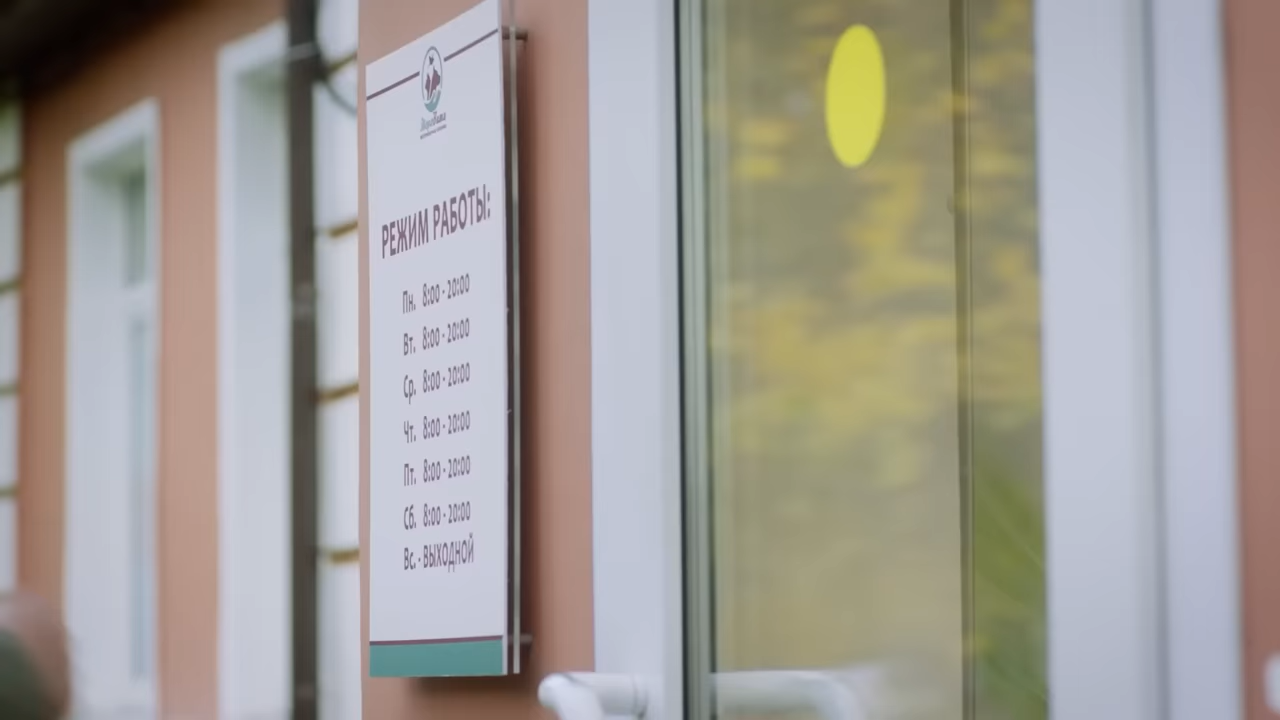 РЕЖИМ РАБОТЫ:
Пн. 8:00 - 20:00
Вт. 8:00 - 20:00
Ср. 8:00 - 20:00
Чт. 8:00 - 20:00
Пт. 8:00 - 20:00
Сб. 8:00 - 20:00
Вс. - ВЫХОДНОЙ